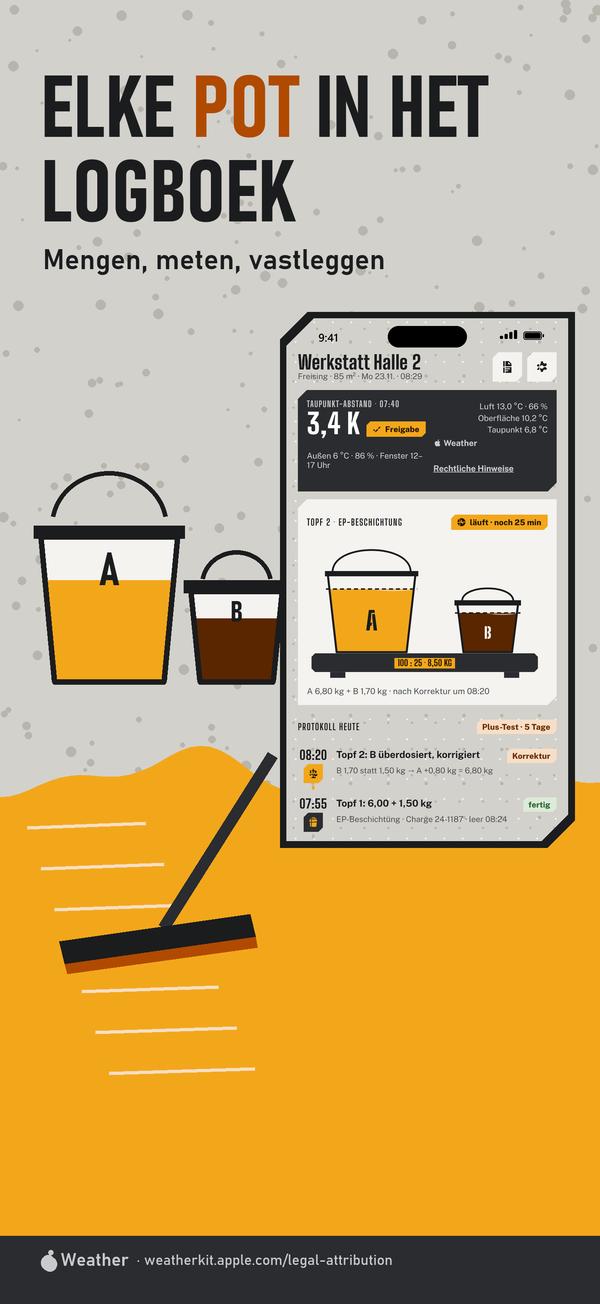 ELKE POT IN HET
LOGBOEK
Mengen, meten, vastleggen
9:41
Werkstatt Halle 2
Freising · 85 m² · Mo 23.11. · 08:29
TAUPUNKT-ABSTAND · 07:40
3,4 K
Freigabe
Luft 13,0 °C · 66 %
Oberfläche 10,2 °C
Taupunkt 6,8 °C
Weather
Außen 6 °C · 86 % · Fenster 12–
17 Uhr
Rechtliche Hinweise
TOPF 2 · EP-BESCHICHTUNG
läuft · noch 25 min
A
B
A
B
100 : 25 · 8,50 KG
A 6,80 kg + B 1,70 kg · nach Korrektur um 08:20
PROTOKOLL HEUTE
Plus-Test · 5 Tage
08:20
Topf 2: B überdosiert, korrigiert
Korrektur
B 1,70 statt 1,50 kg → A +0,80 kg = 6,80 kg
07:55
Topf 1: 6,00 + 1,50 kg
fertig
EP-Beschichtung · Charge 24-1187 · leer 08:24
Weather · weatherkit.apple.com/legal-attribution